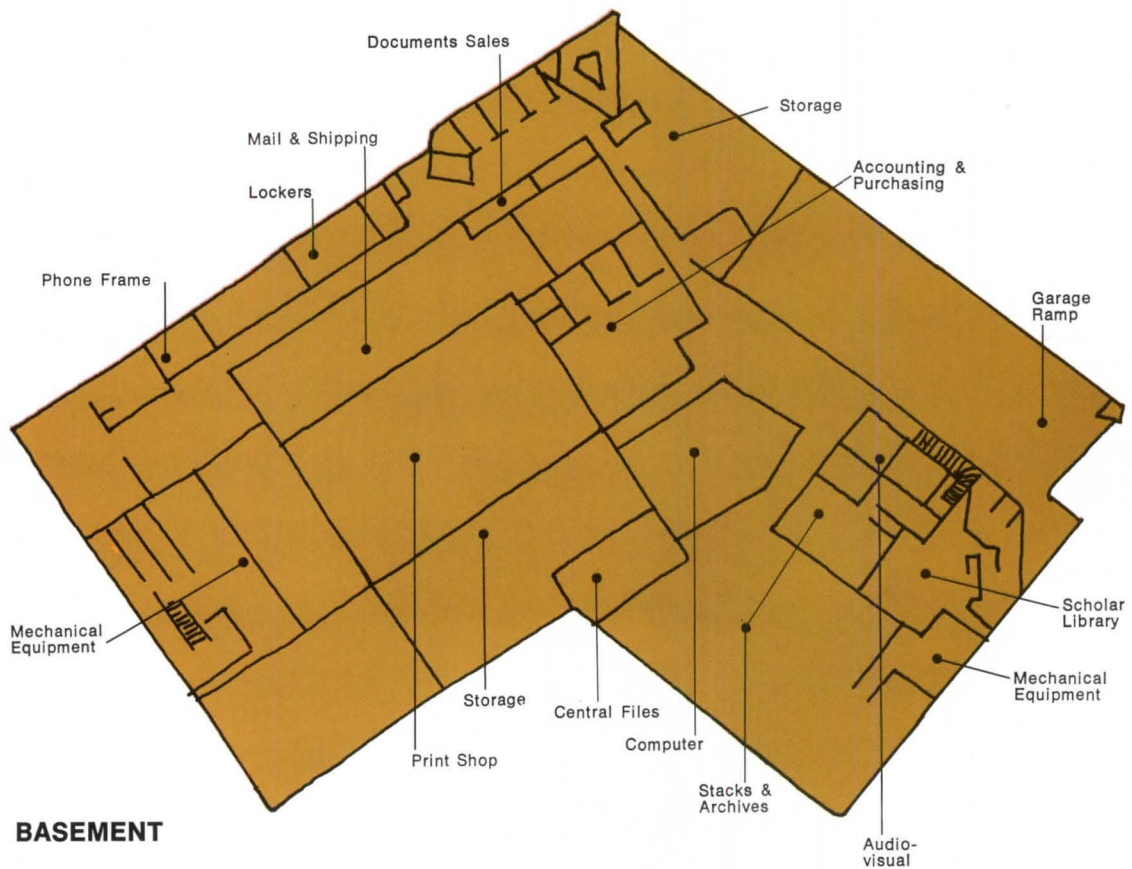 Documents Sales
Storage
Mail & Shipping
Accounting &
Purchasing
Lockers
Phone Frame
Garage
Ramp
Scholar
Library
Mechanical
Equipment
Mechanical
Equipment
Storage
Central Files
Computer
Print Shop
Stacks &
Archives
BASEMENT
Audio-
visual